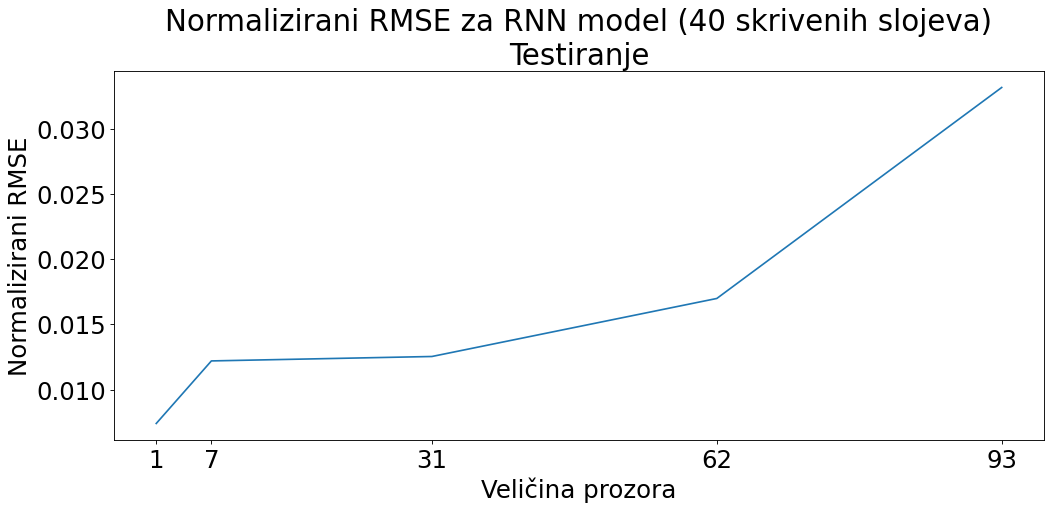 Normalizirani RMSE za RNN model (40 skrivenih slojeva)
Testiranje
Normalizirani RMSE
0.030
0.025
0.020
0.015
0.010
1 7 31 62 93
Veličina prozora